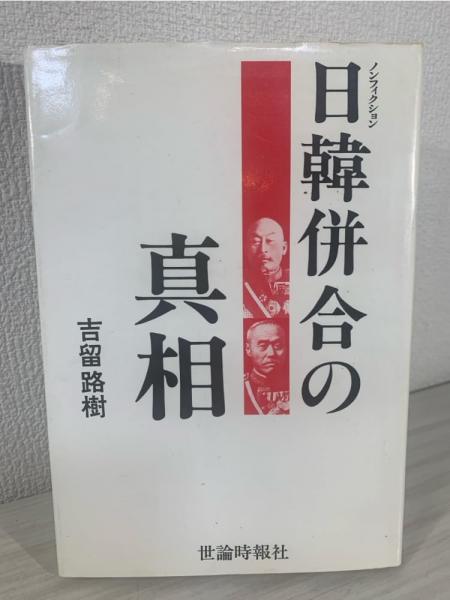 ノンフィクション
日韓併合の
真相
吉留路樹
世論時報社